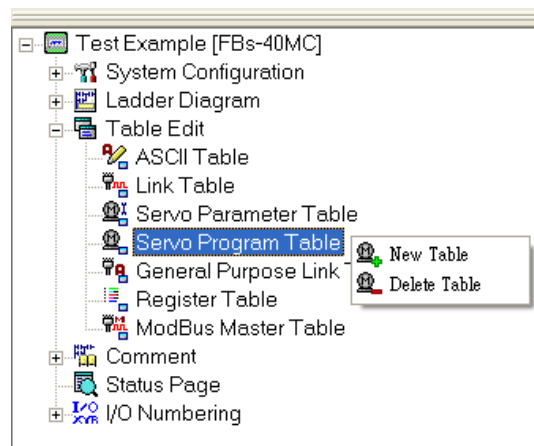 Test Example [FBs-40MC]
System Configuration
Ladder Diagram
Table Edit
ASCII Table
Link Table
Servo Parameter Table
Servo Program Table
New Table
General Purpose Link
Delete Table
Register Table
ModBus Master Table
Comment
Status Page
I/O Numbering